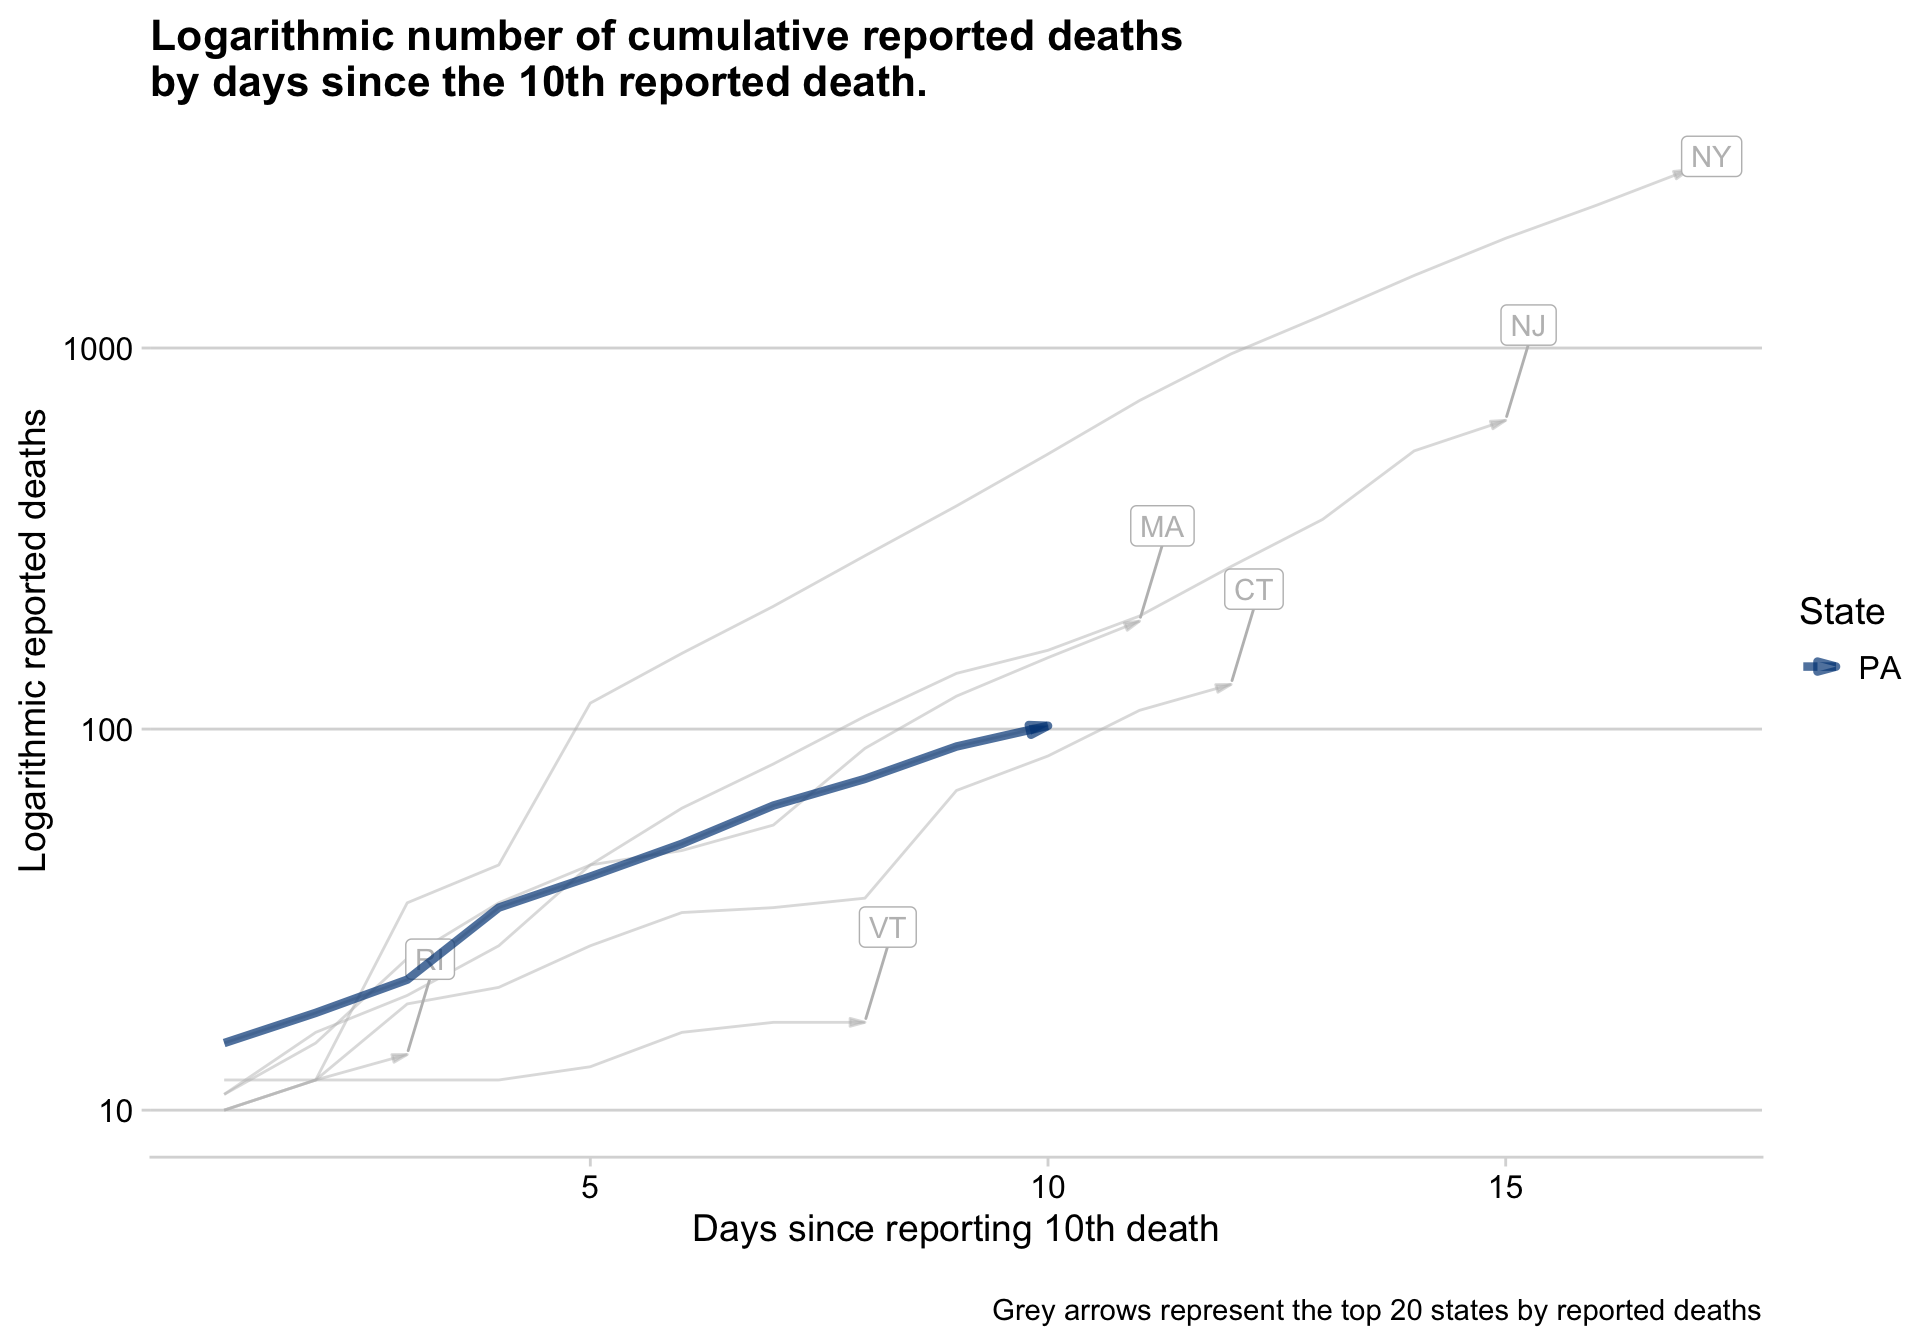 Logarithmic number of cumulative reported deaths
by days since the 10th reported death.
NY
NJ
1000
MA
CT
100
VT
RI
10
Logarithmic reported deaths
State
PA
5
10
15
Days since reporting 10th death
Grey arrows represent the top 20 states by reported deaths